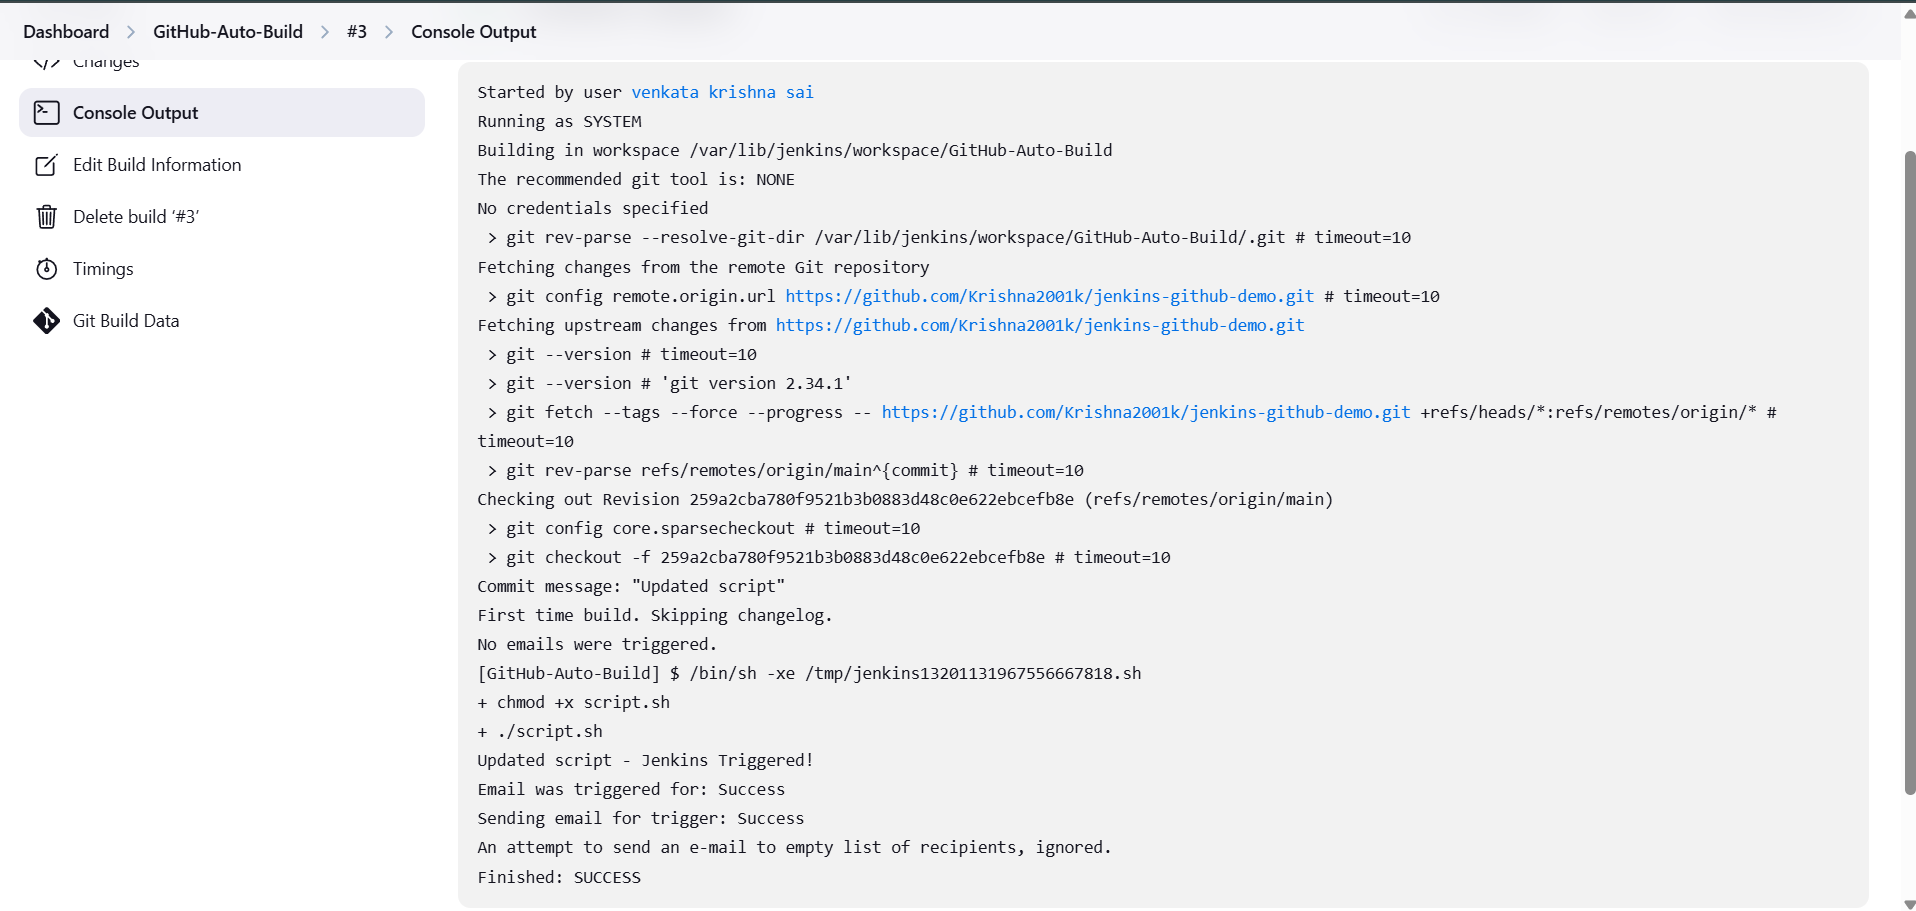 Dashboard > GitHub-Auto-Build > #3 > Console Output
Changes
Console Output
Edit Build Information
Delete build ‘#3’
Timings
Git Build Data
Started by user venkata krishna sai
Running as SYSTEM
Building in workspace /var/lib/jenkins/workspace/GitHub-Auto-Build
The recommended git tool is: NONE
No credentials specified
> git rev-parse --resolve-git-dir /var/lib/jenkins/workspace/GitHub-Auto-Build/.git # timeout=10
Fetching changes from the remote Git repository
> git config remote.origin.url https://github.com/Krishna2001k/jenkins-github-demo.git # timeout=10
Fetching upstream changes from https://github.com/Krishna2001k/jenkins-github-demo.git
> git --version # timeout=10
> git --version # 'git version 2.34.1'
> git fetch --tags --force --progress -- https://github.com/Krishna2001k/jenkins-github-demo.git +refs/heads/*:refs/remotes/origin/* #
timeout=10
> git rev-parse refs/remotes/origin/main^{commit} # timeout=10
Checking out Revision 259a2cba780f9521b3b0883d48c0e622ebcefb8e (refs/remotes/origin/main)
> git config core.sparsecheckout # timeout=10
> git checkout -f 259a2cba780f9521b3b0883d48c0e622ebcefb8e # timeout=10
Commit message: "Updated script"
First time build. Skipping changelog.
No emails were triggered.
[GitHub-Auto-Build] $ /bin/sh -xe /tmp/jenkins13201131967556667818.sh
+ chmod +x script.sh
+ ./script.sh
Updated script - Jenkins Triggered!
Email was triggered for: Success
Sending email for trigger: Success
An attempt to send an e-mail to empty list of recipients, ignored.
Finished: SUCCESS